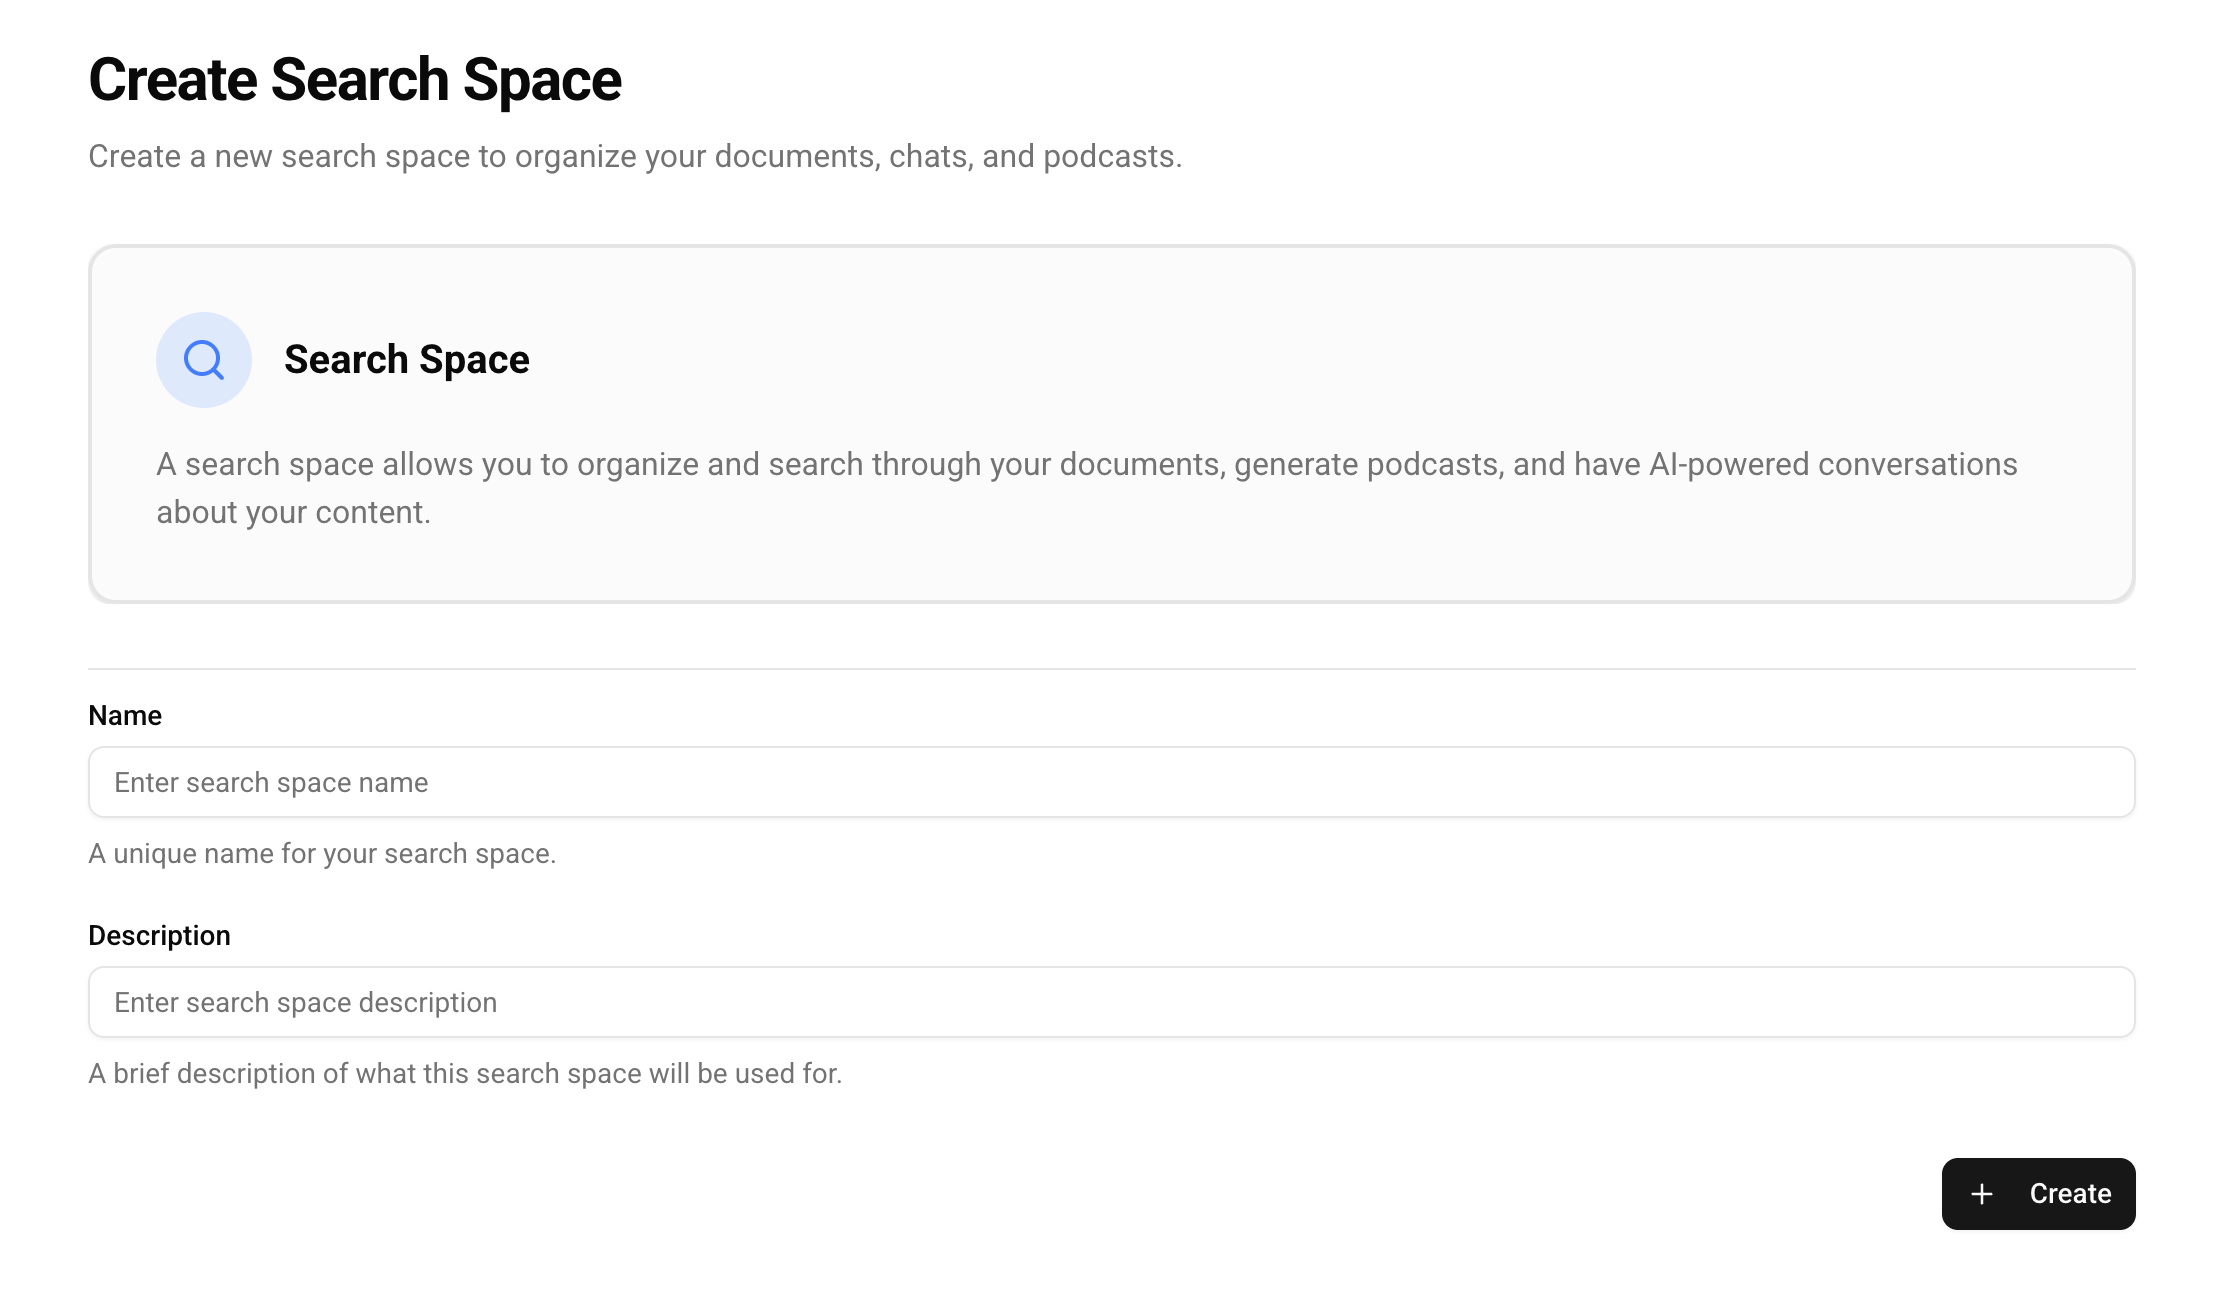 Create Search Space
Create a new search space to organize your documents, chats, and podcasts.
Search Space
A search space allows you to organize and search through your documents, generate podcasts, and have AI-powered conversations
about your content.
Name
Enter search space name
A unique name for your search space.
Description
Enter search space description
A brief description of what this search space will be used for.
Create